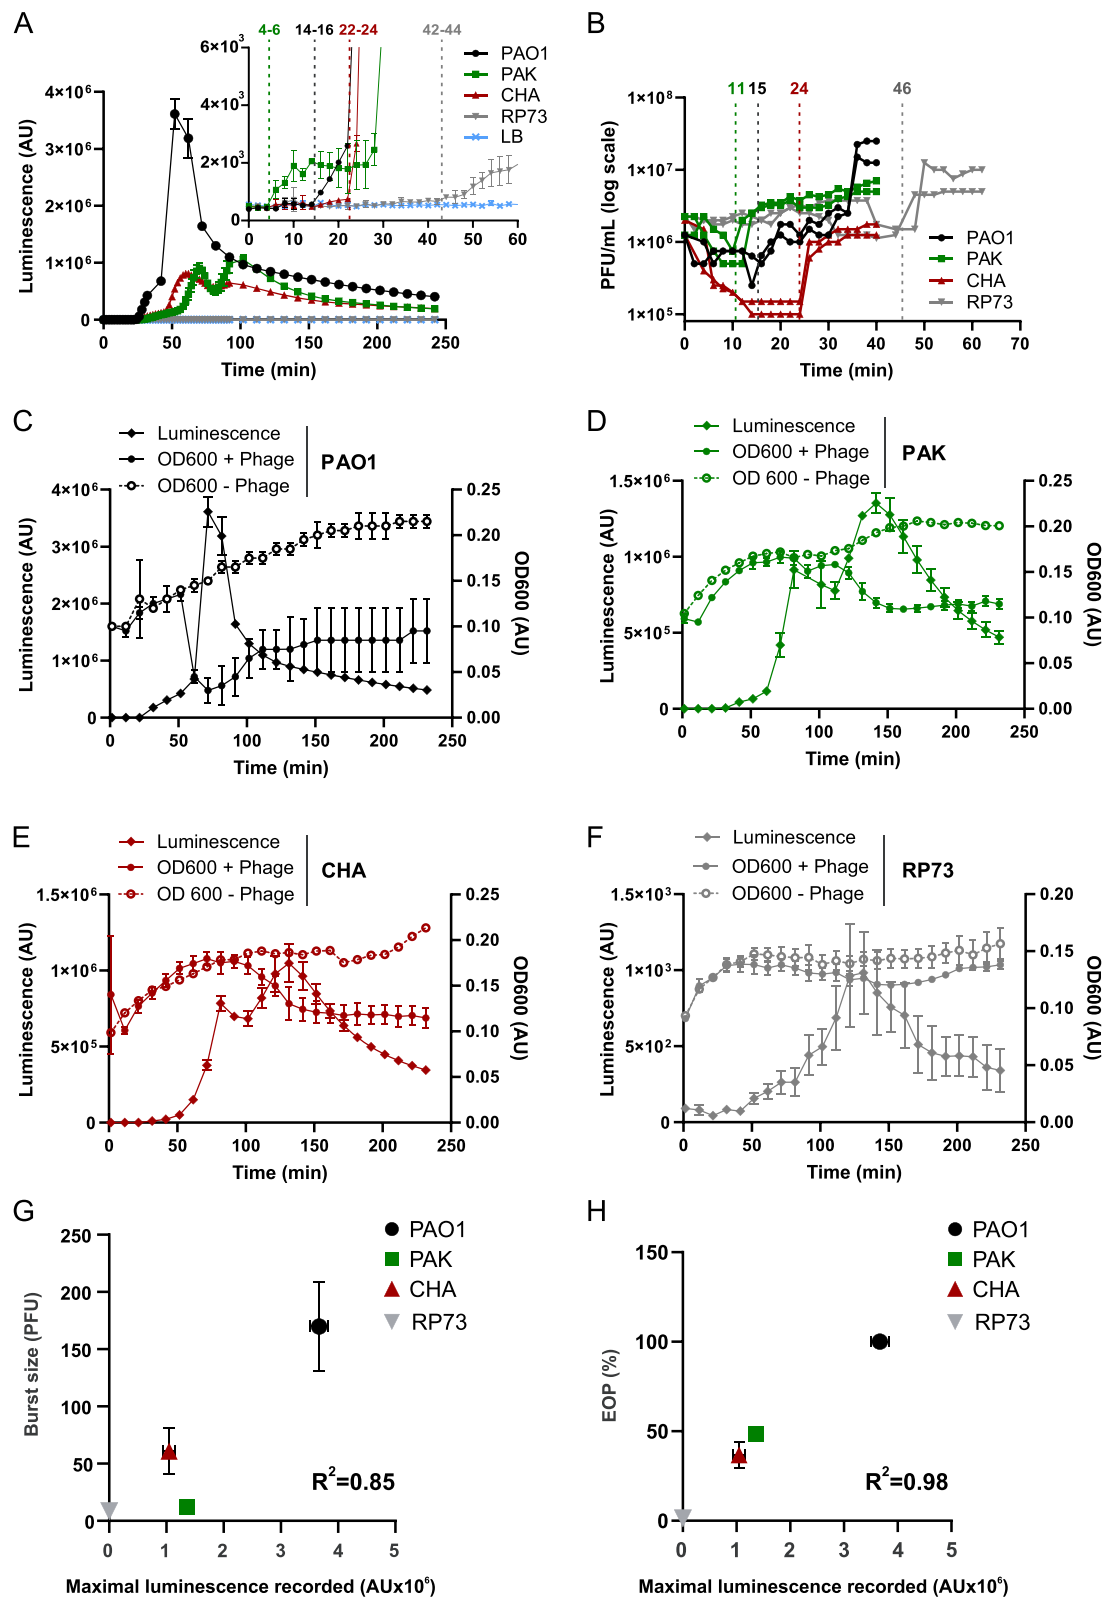 A
4-6 14-16 22-24 42-44
6×10³
4×10³
2×10³
0
0 10 20 30 40 50 60
PAO1
PAK
CHA
RP73
LB
Luminescence (AU)
4×10⁶
3×10⁶
2×10⁶
1×10⁶
0
0 50 100 150 200 250
Time (min)
B
11 15 24 46
PFU/mL (log scale)
1×10⁸
1×10⁷
1×10⁶
1×10⁵
PAO1
PAK
CHA
RP73
0 10 20 30 40 50 60 70
Time (min)
C
Luminescence
OD600 + Phage
OD600 - Phage
PAO1
Luminescence (AU)
4×10⁶
3×10⁶
2×10⁶
1×10⁶
0
0.25
0.20
0.15
0.10
0.05
0.00
OD600 (AU)
0 50 100 150 200 250
Time (min)
D
Luminescence
OD600 + Phage
OD 600 - Phage
PAK
Luminescence (AU)
1.5×10⁶
1×10⁶
5×10⁵
0
0.25
0.20
0.15
0.10
0.05
0.00
OD600 (AU)
0 50 100 150 200 250
Time (min)
E
Luminescence
OD600 + Phage
OD 600 - Phage
CHA
Luminescence (AU)
1.5×10⁶
1×10⁶
5×10⁵
0
0.25
0.20
0.15
0.10
0.05
0.00
OD600 (AU)
0 50 100 150 200 250
Time (min)
F
Luminescence
OD600 + Phage
OD600 - Phage
RP73
Luminescence (AU)
1.5×10³
1×10³
5×10²
0
0.20
0.15
0.10
0.05
0.00
OD600 (AU)
0 50 100 150 200 250
Time (min)
G
PAO1
PAK
CHA
RP73
Burst size (PFU)
250
200
150
100
50
0
R²=0.85
0 1 2 3 4 5
Maximal luminescence recorded (AUx10⁶)
H
PAO1
PAK
CHA
RP73
EOP (%)
150
100
50
0
R²=0.98
0 1 2 3 4 5
Maximal luminescence recorded (AUx10⁶)